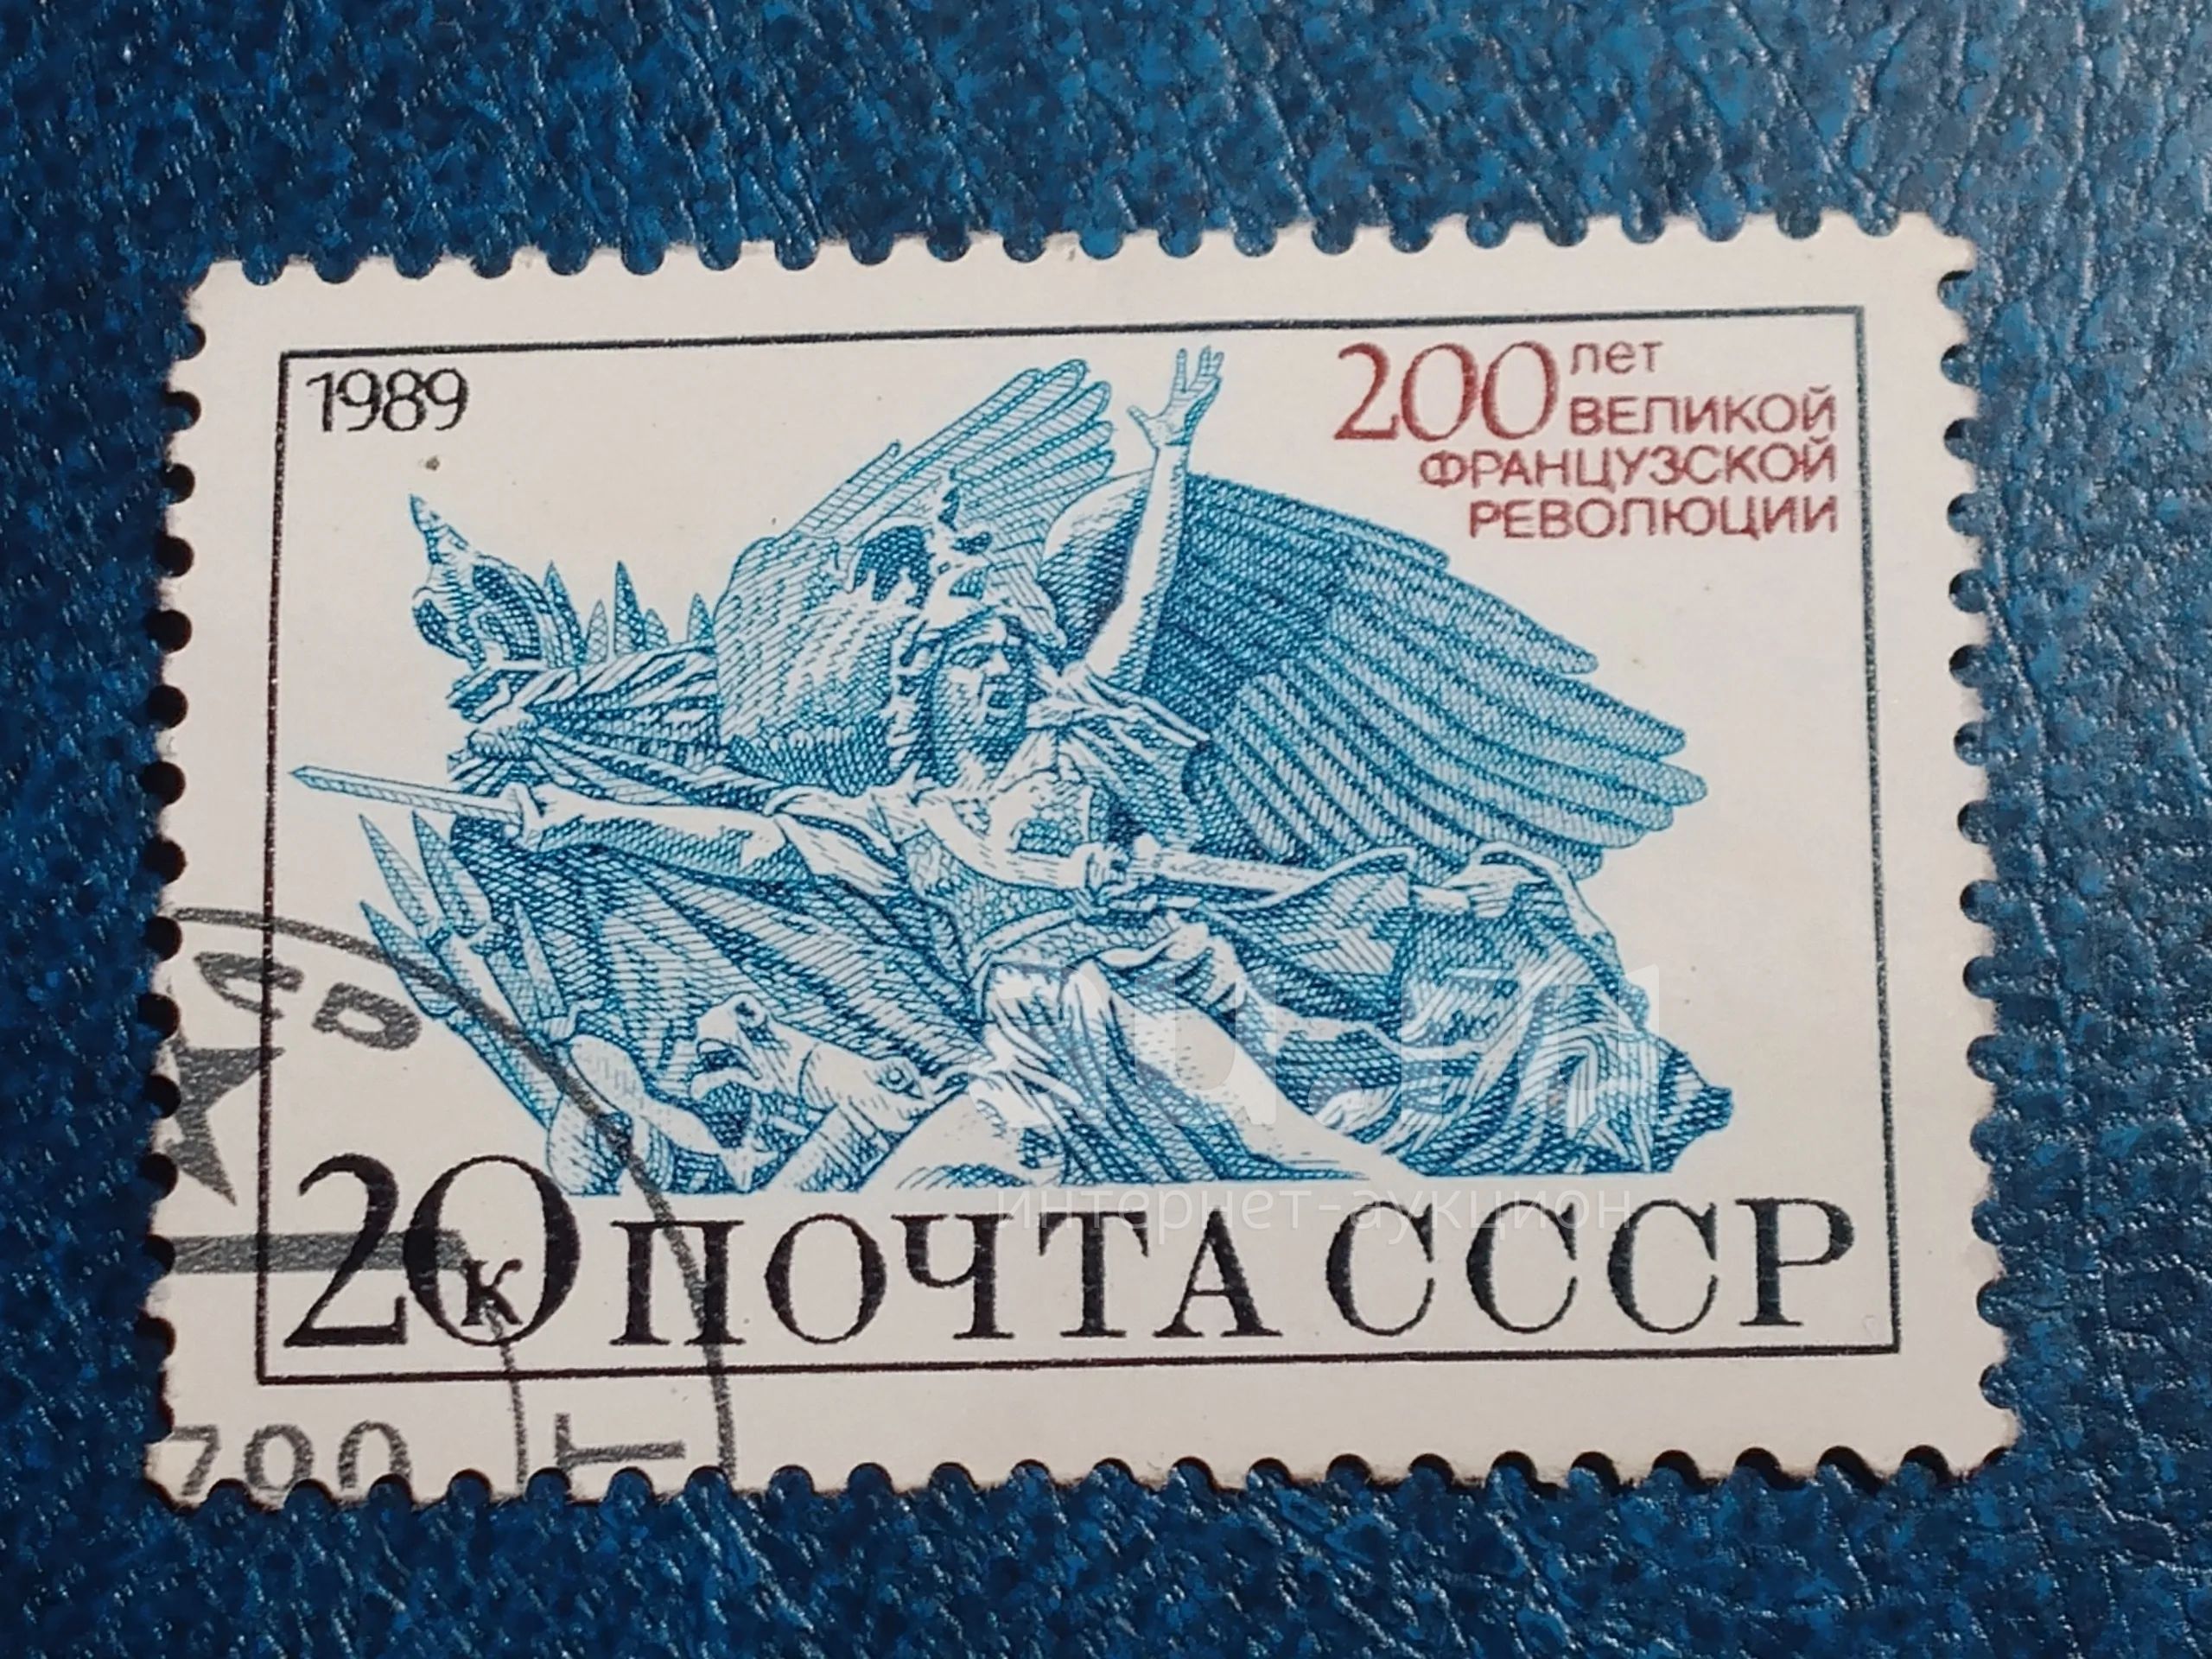 1989
200 лет
ВЕЛИКОЙ
ФРАНЦУЗСКОЙ
РЕВОЛЮЦИИ
интернет-аукцион
20 к ПОЧТА СССР